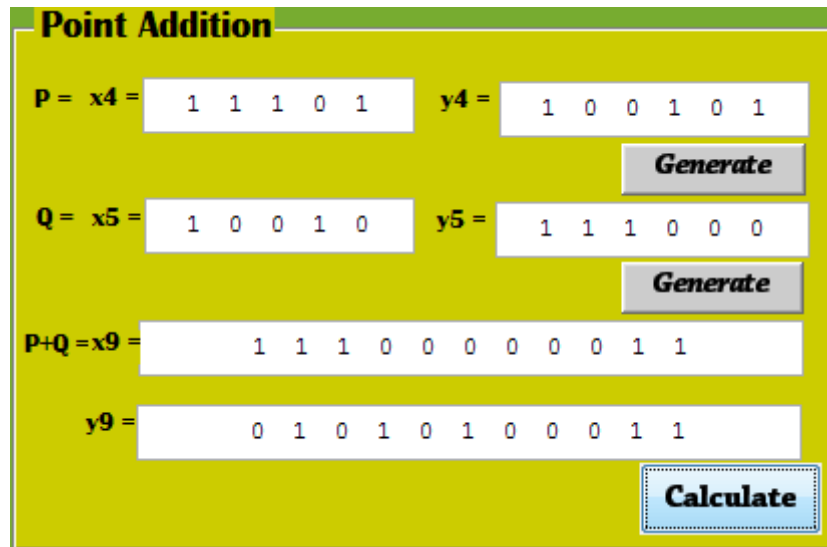 Point Addition
P = x4 = 1 1 1 0 1 y4 = 1 0 0 1 0 1
Generate
Q = x5 = 1 0 0 1 0 y5 = 1 1 1 0 0 0
Generate
P+Q =x9 = 1 1 1 0 0 0 0 0 0 1 1
y9 = 0 1 0 1 0 1 0 0 0 1 1
Calculate